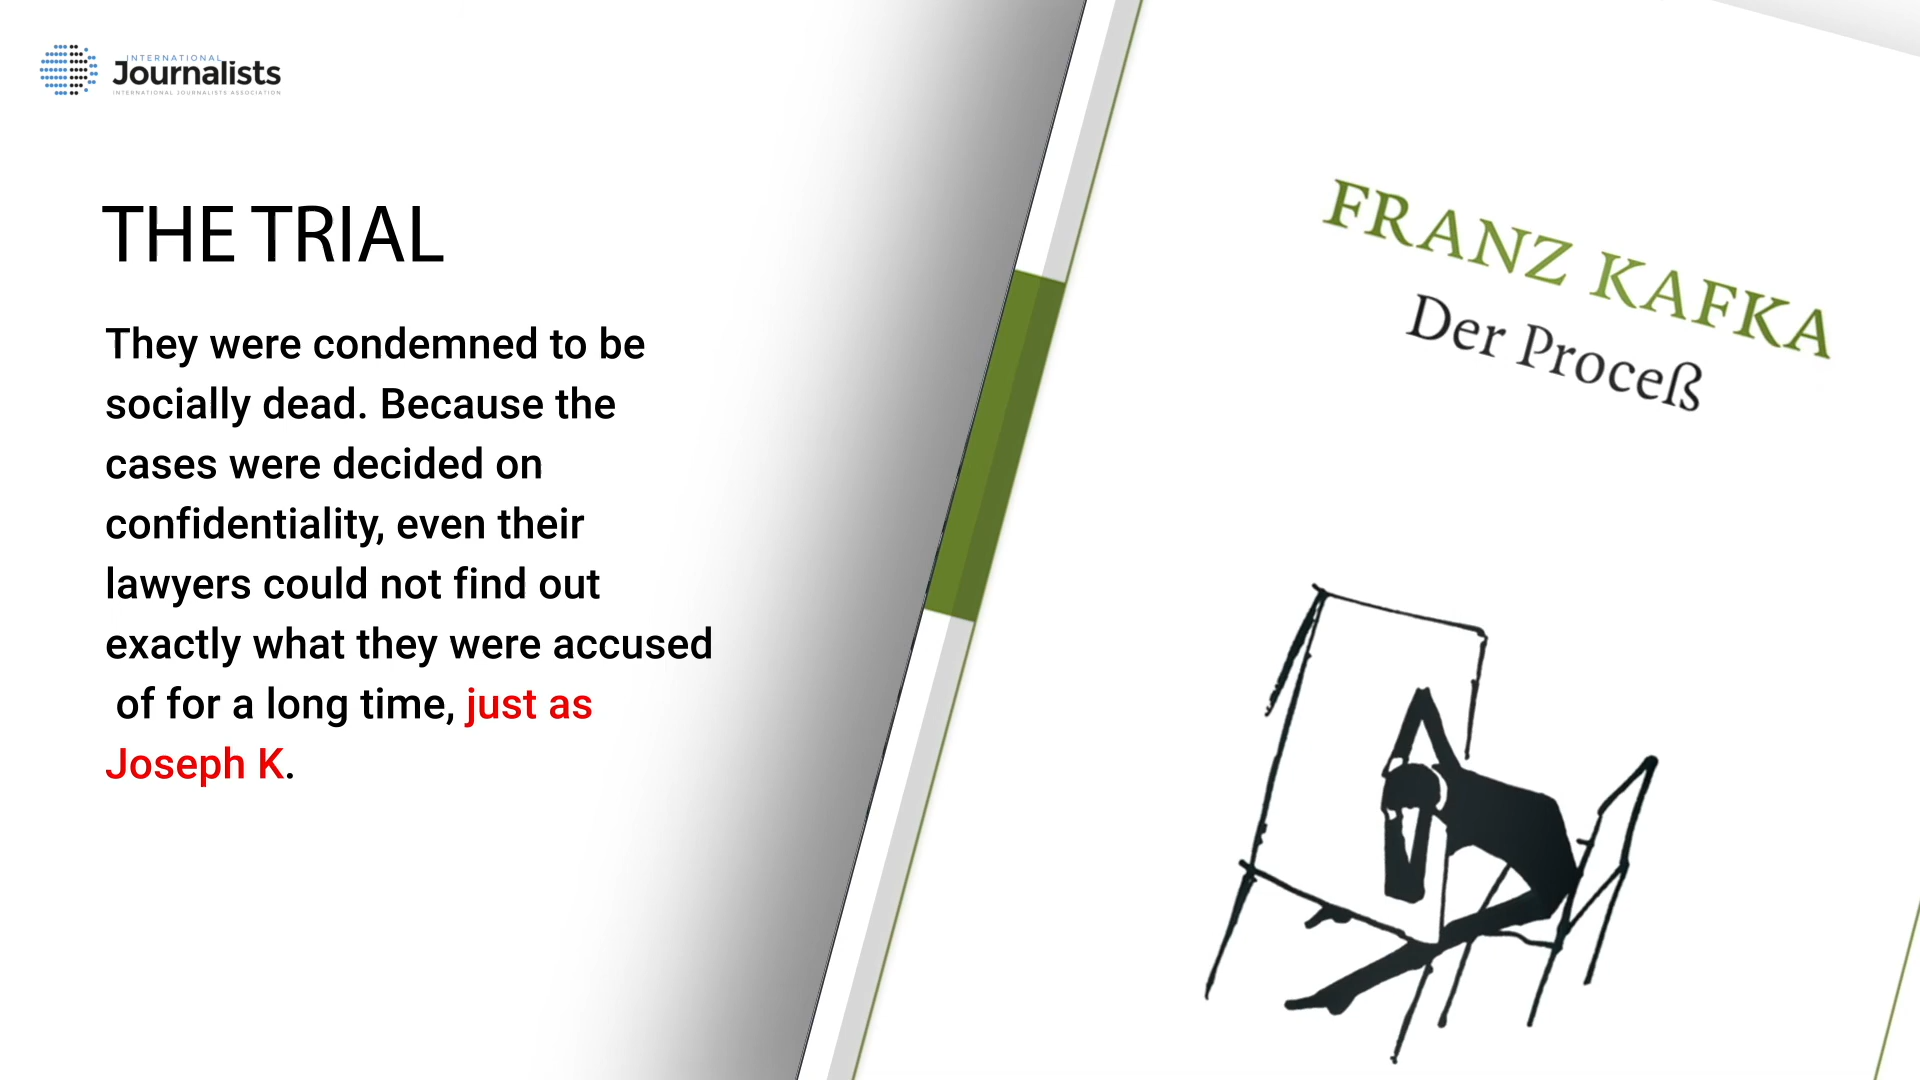 INTERNATIONAL
Journalists
INTERNATIONAL JOURNALISTS ASSOCIATION
THE TRIAL
They were condemned to be
socially dead. Because the
cases were decided on
confidentiality, even their
lawyers could not find out
exactly what they were accused
of for a long time, just as
Joseph K.
FRANZ KAFKA
Der Proceß